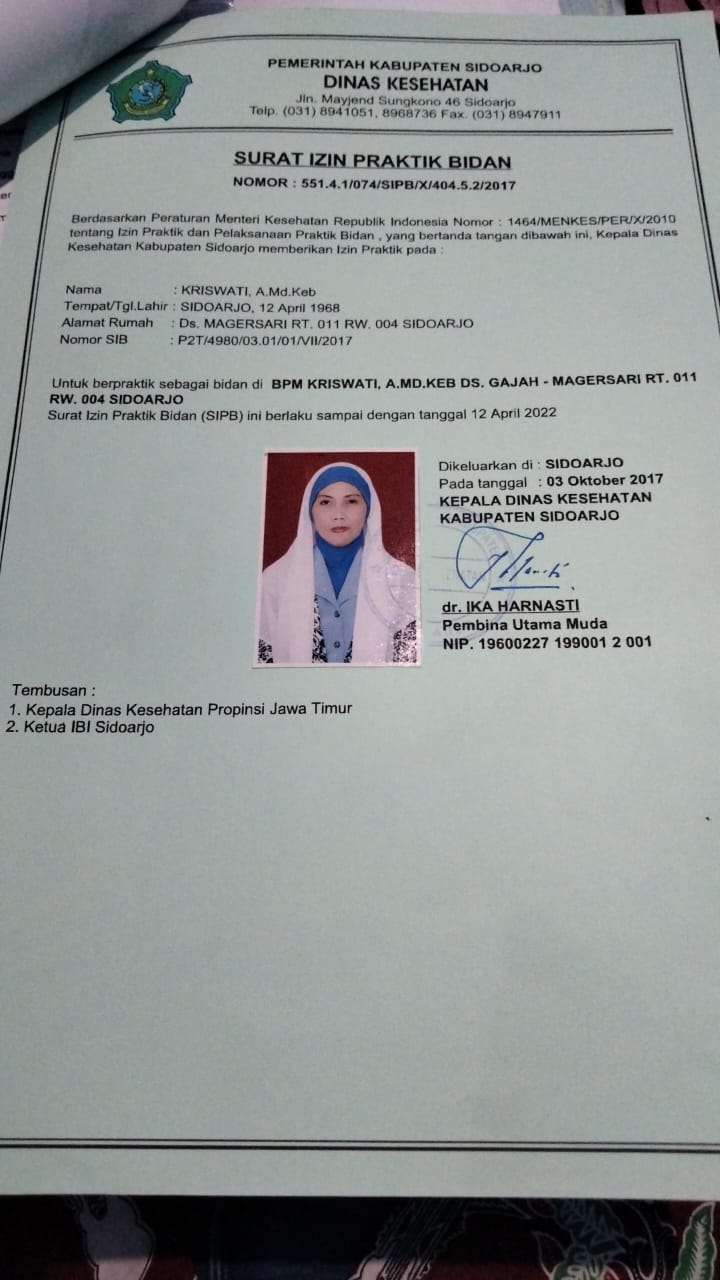 PEMERINTAH KABUPATEN SIDOARJO
DINAS KESEHATAN
Jln. Mayjend Sungkono 46 Sidoarjo
Telp. (031) 8941051, 8968736 Fax. (031) 8947911
SURAT IZIN PRAKTIK BIDAN
NOMOR : 551.4.1/074/SIPB/X/404.5.2/2017
Berdasarkan Peraturan Menteri Kesehatan Republik Indonesia Nomor : 1464/MENKES/PER/X/2010
tentang Izin Praktik dan Pelaksanaan Praktik Bidan , yang bertanda tangan dibawah ini, Kepala Dinas
Kesehatan Kabupaten Sidoarjo memberikan Izin Praktik pada :
Nama : KRISWATI, A.Md.Keb
Tempat/Tgl.Lahir : SIDOARJO, 12 April 1968
Alamat Rumah : Ds. MAGERSARI RT. 011 RW. 004 SIDOARJO
Nomor SIB : P2T/4980/03.01/01/VII/2017
Untuk berpraktik sebagai bidan di BPM KRISWATI, A.MD.KEB DS. GAJAH - MAGERSARI RT. 011
RW. 004 SIDOARJO
Surat Izin Praktik Bidan (SIPB) ini berlaku sampai dengan tanggal 12 April 2022
Dikeluarkan di : SIDOARJO
Pada tanggal : 03 Oktober 2017
KEPALA DINAS KESEHATAN
KABUPATEN SIDOARJO
dr. IKA HARNASTI
Pembina Utama Muda
NIP. 19600227 199001 2 001
Tembusan :
1. Kepala Dinas Kesehatan Propinsi Jawa Timur
2. Ketua IBI Sidoarjo